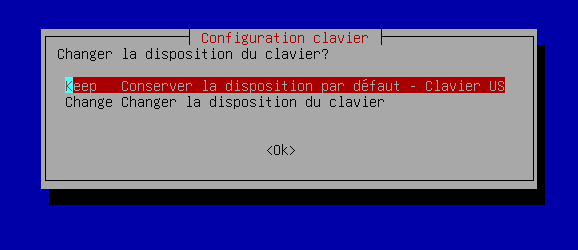 Configuration clavier
Changer la disposition du clavier?
Keep Conserver la disposition par défaut - Clavier US
Change Changer la disposition du clavier
<Ok>